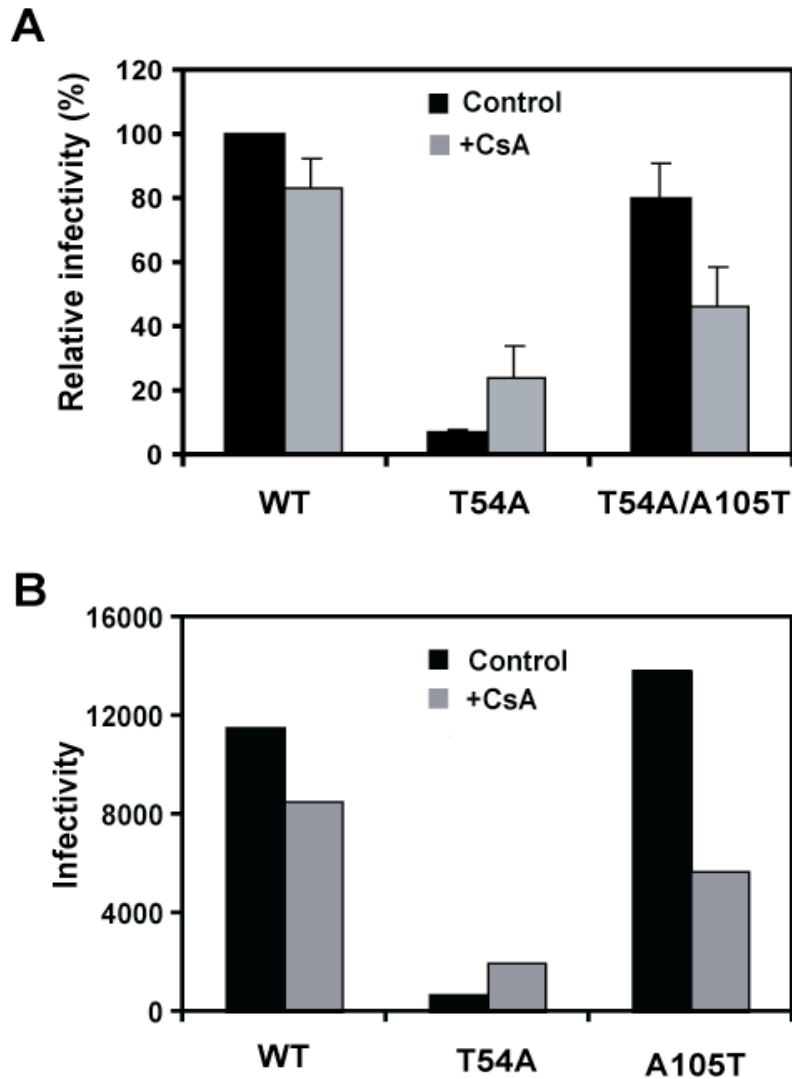 A
Relative infectivity (%)
120
100
80
60
40
20
0
Control
+CsA
WT T54A T54A/A105T
B
Infectivity
16000
12000
8000
4000
0
Control
+CsA
WT T54A A105T